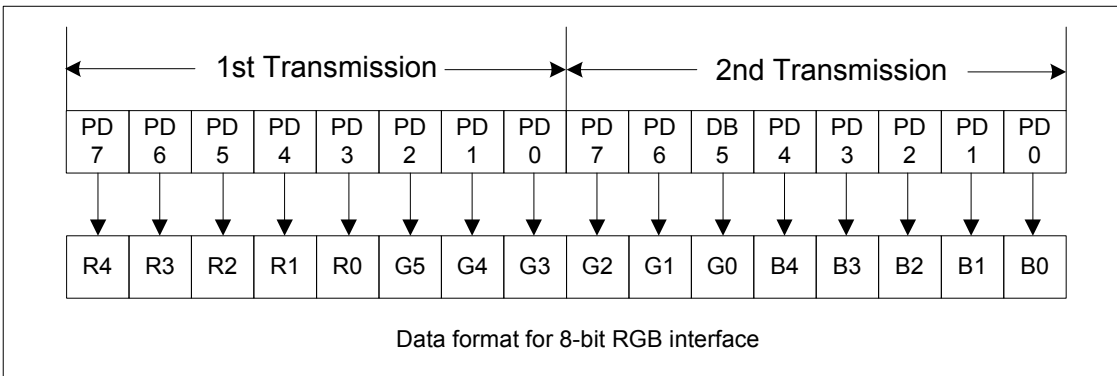 1st Transmission 2nd Transmission
PD PD PD PD PD PD PD PD PD PD DB PD PD PD PD PD
7 6 5 4 3 2 1 0 7 6 5 4 3 2 1 0
R4 R3 R2 R1 R0 G5 G4 G3 G2 G1 G0 B4 B3 B2 B1 B0
Data format for 8-bit RGB interface